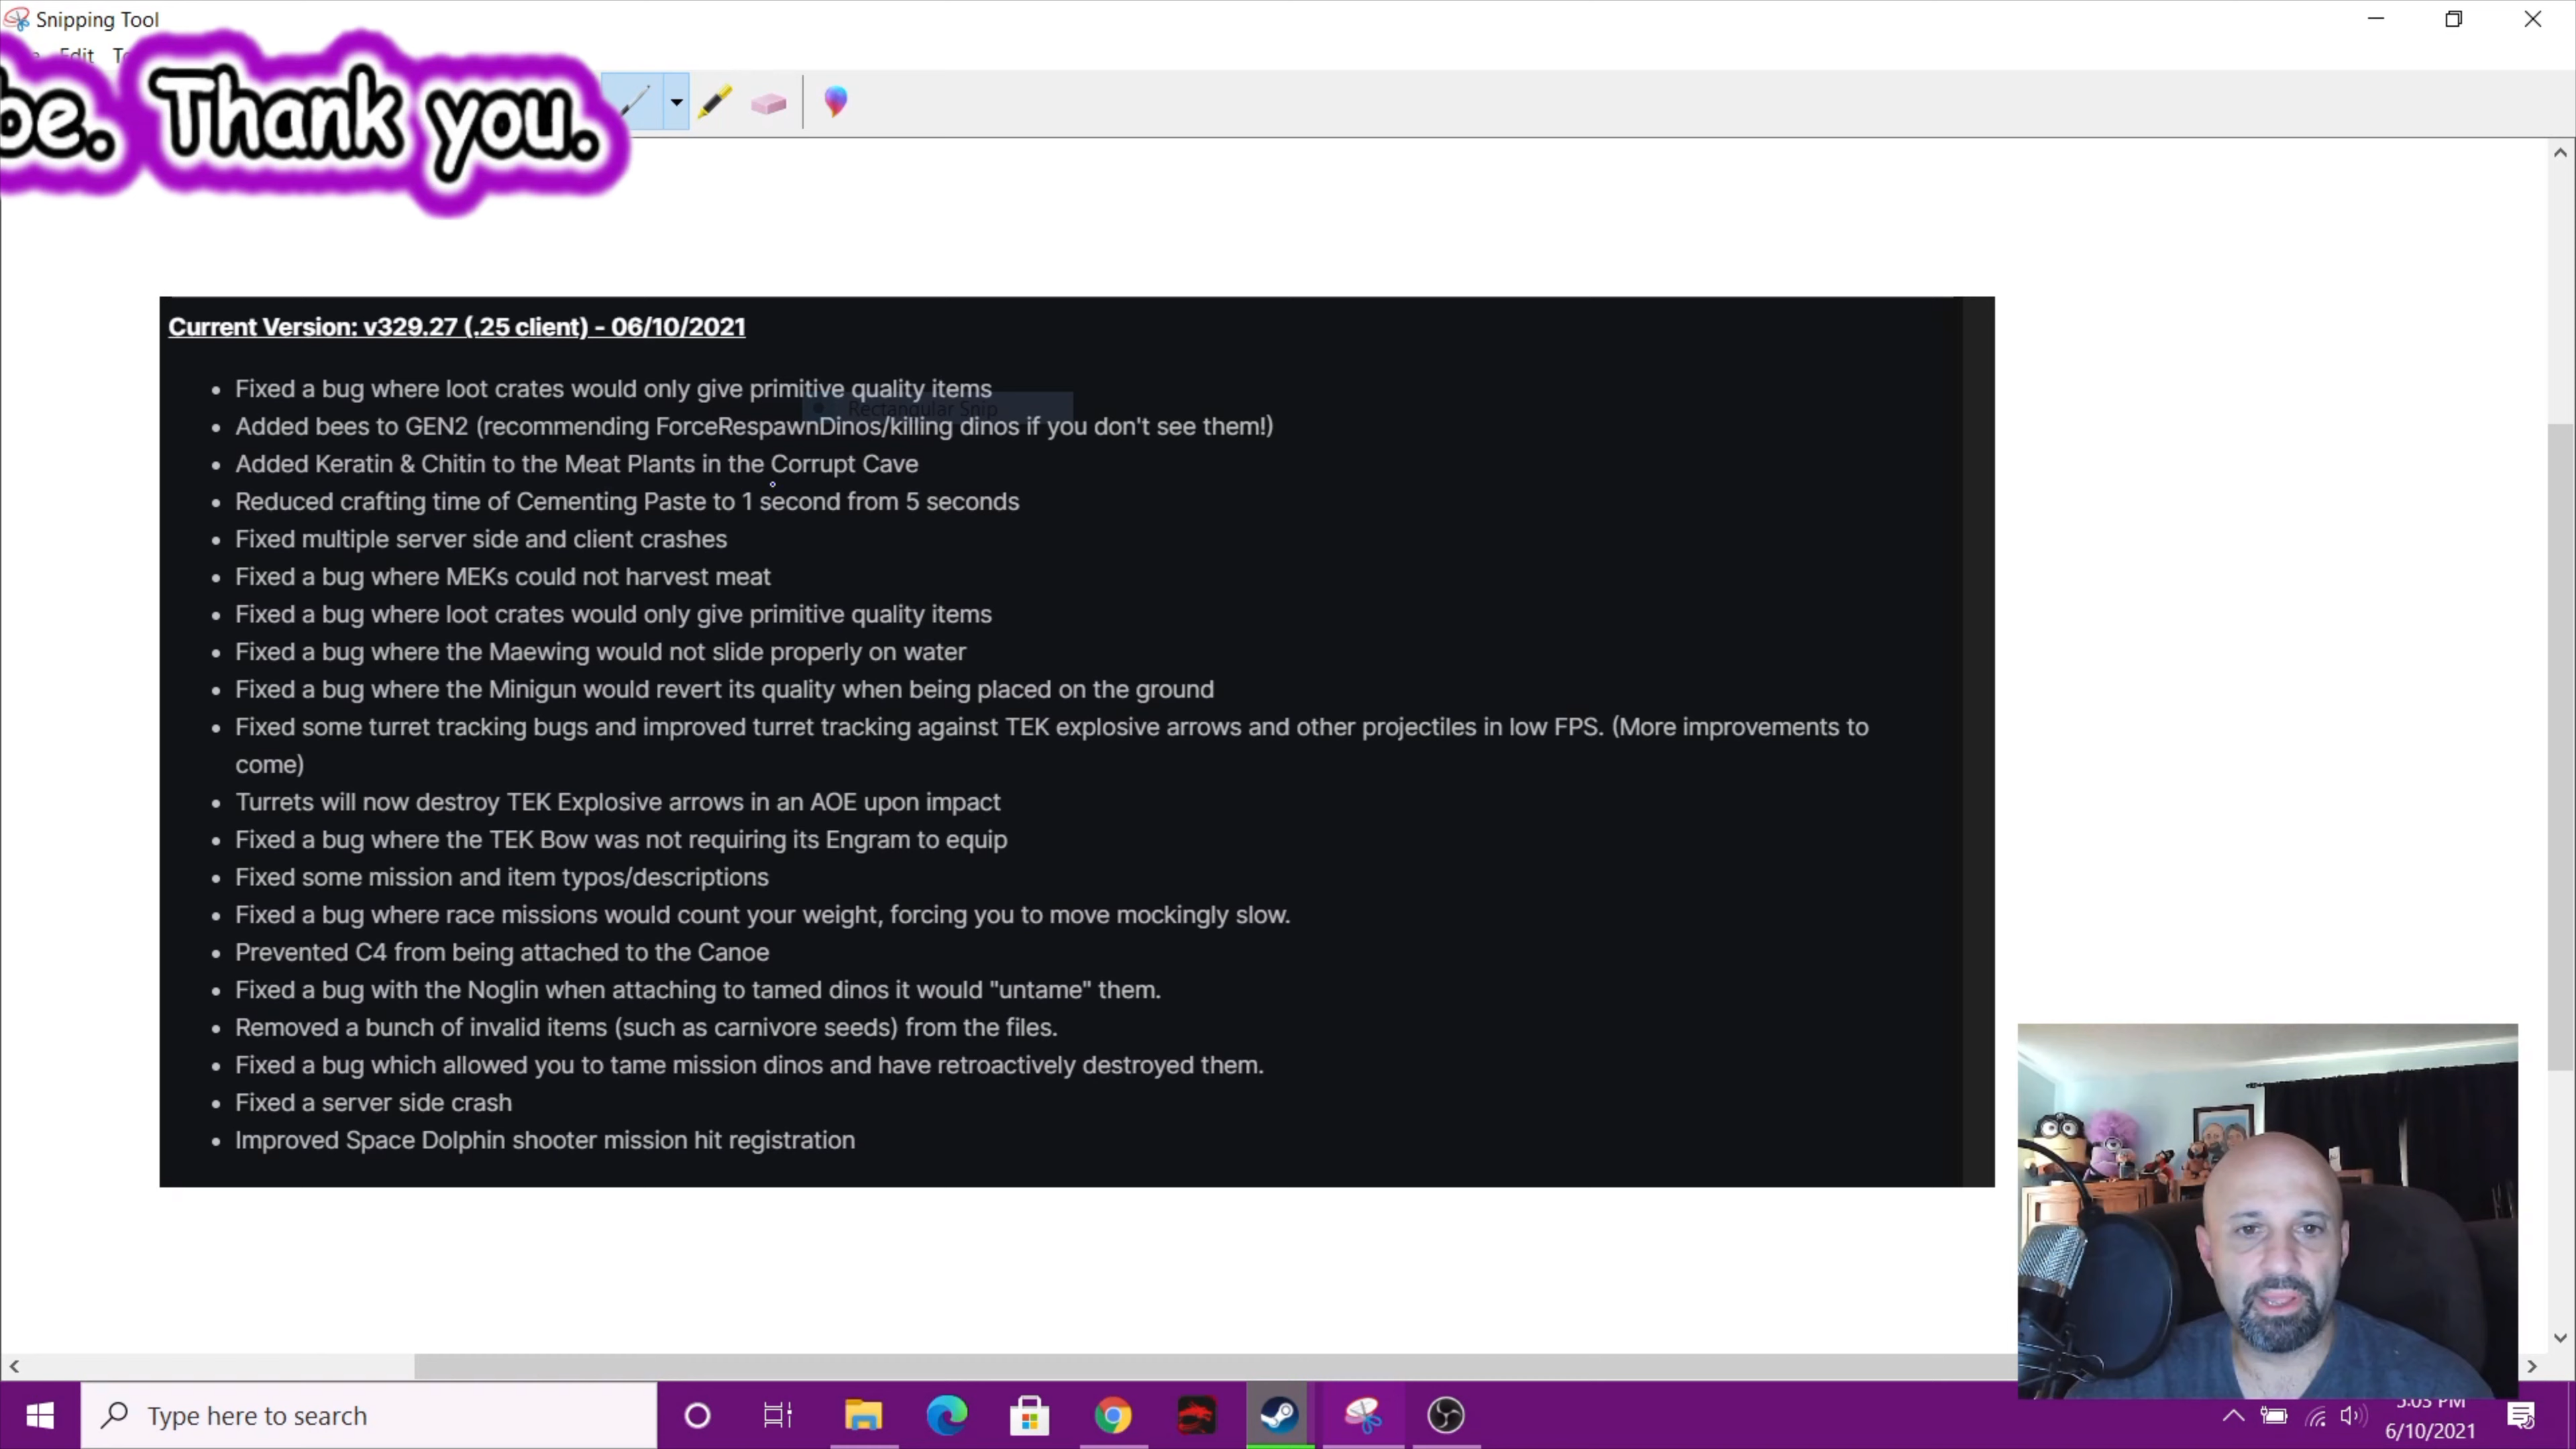 Snipping Tool
Edit
be. Thank you.
Current Version: v329.27 (.25 client) - 06/10/2021
• Fixed a bug where loot crates would only give primitive quality items
Rectangular Snip
• Added bees to GEN2 (recommending ForceRespawnDinos/killing dinos if you don't see them!)
• Added Keratin & Chitin to the Meat Plants in the Corrupt Cave
• Reduced crafting time of Cementing Paste to 1 second from 5 seconds
• Fixed multiple server side and client crashes
• Fixed a bug where MEKs could not harvest meat
• Fixed a bug where loot crates would only give primitive quality items
• Fixed a bug where the Maewing would not slide properly on water
• Fixed a bug where the Minigun would revert its quality when being placed on the ground
• Fixed some turret tracking bugs and improved turret tracking against TEK explosive arrows and other projectiles in low FPS. (More improvements to
come)
• Turrets will now destroy TEK Explosive arrows in an AOE upon impact
• Fixed a bug where the TEK Bow was not requiring its Engram to equip
• Fixed some mission and item typos/descriptions
• Fixed a bug where race missions would count your weight, forcing you to move mockingly slow.
• Prevented C4 from being attached to the Canoe
• Fixed a bug with the Noglin when attaching to tamed dinos it would "untame" them.
• Removed a bunch of invalid items (such as carnivore seeds) from the files.
• Fixed a bug which allowed you to tame mission dinos and have retroactively destroyed them.
• Fixed a server side crash
• Improved Space Dolphin shooter mission hit registration
Type here to search
5:03 PM
6/10/2021